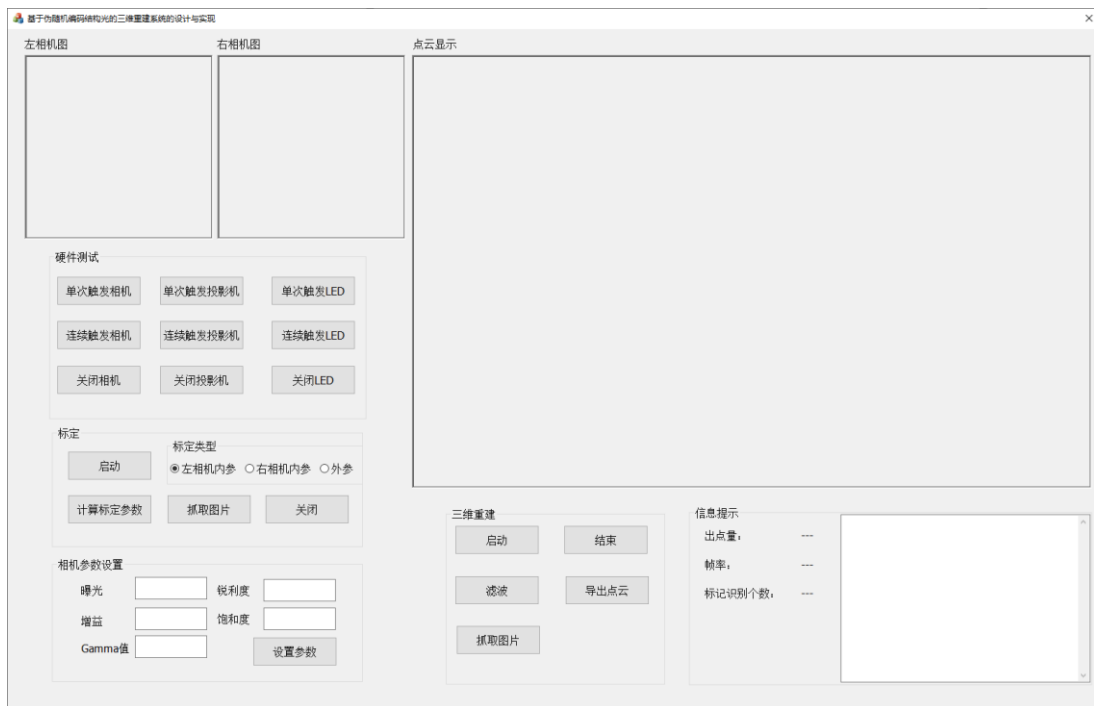 基于伪随机编码结构光的三维重建系统的设计与实现
左相机图 右相机图 点云显示
硬件测试
单次触发相机 单次触发投影机 单次触发LED
连续触发相机 连续触发投影机 连续触发LED
关闭相机 关闭投影机 关闭LED
标定
标定类型
启动 左相机内参 右相机内参 外参
计算标定参数 抓取图片 关闭
相机参数设置
曝光 锐利度
增益 饱和度
Gamma值 设置参数
三维重建
启动 结束
滤波 导出点云
抓取图片
信息提示
出点量: ---
帧率: ---
标记识别个数: ---